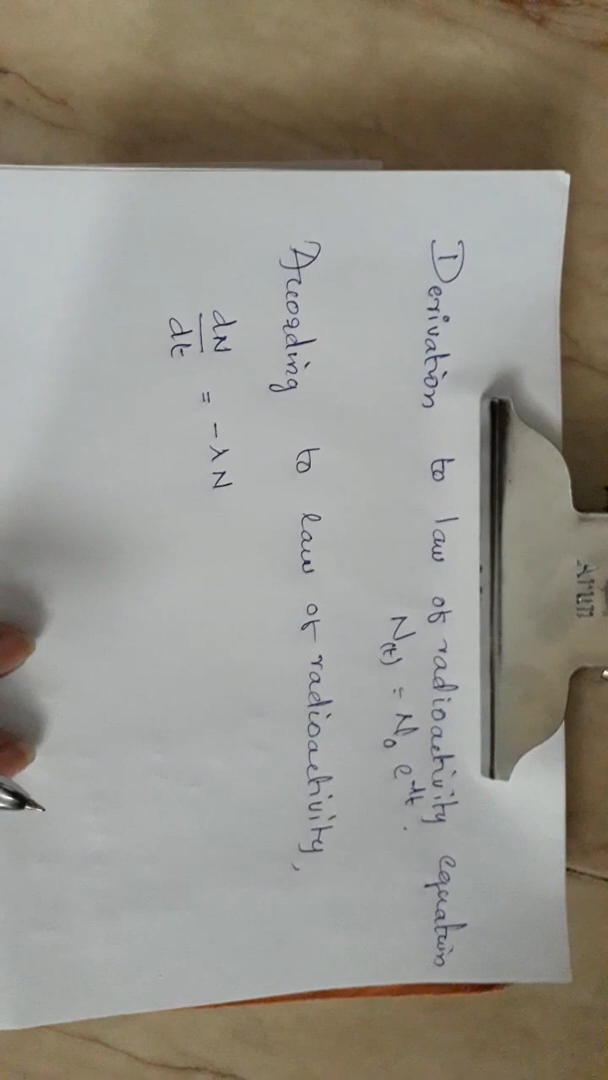 Derivation to law of radioactivity equation
N(t) = N₀ e^-λt.
According to law of radioactivity,
dN/dt = -λN